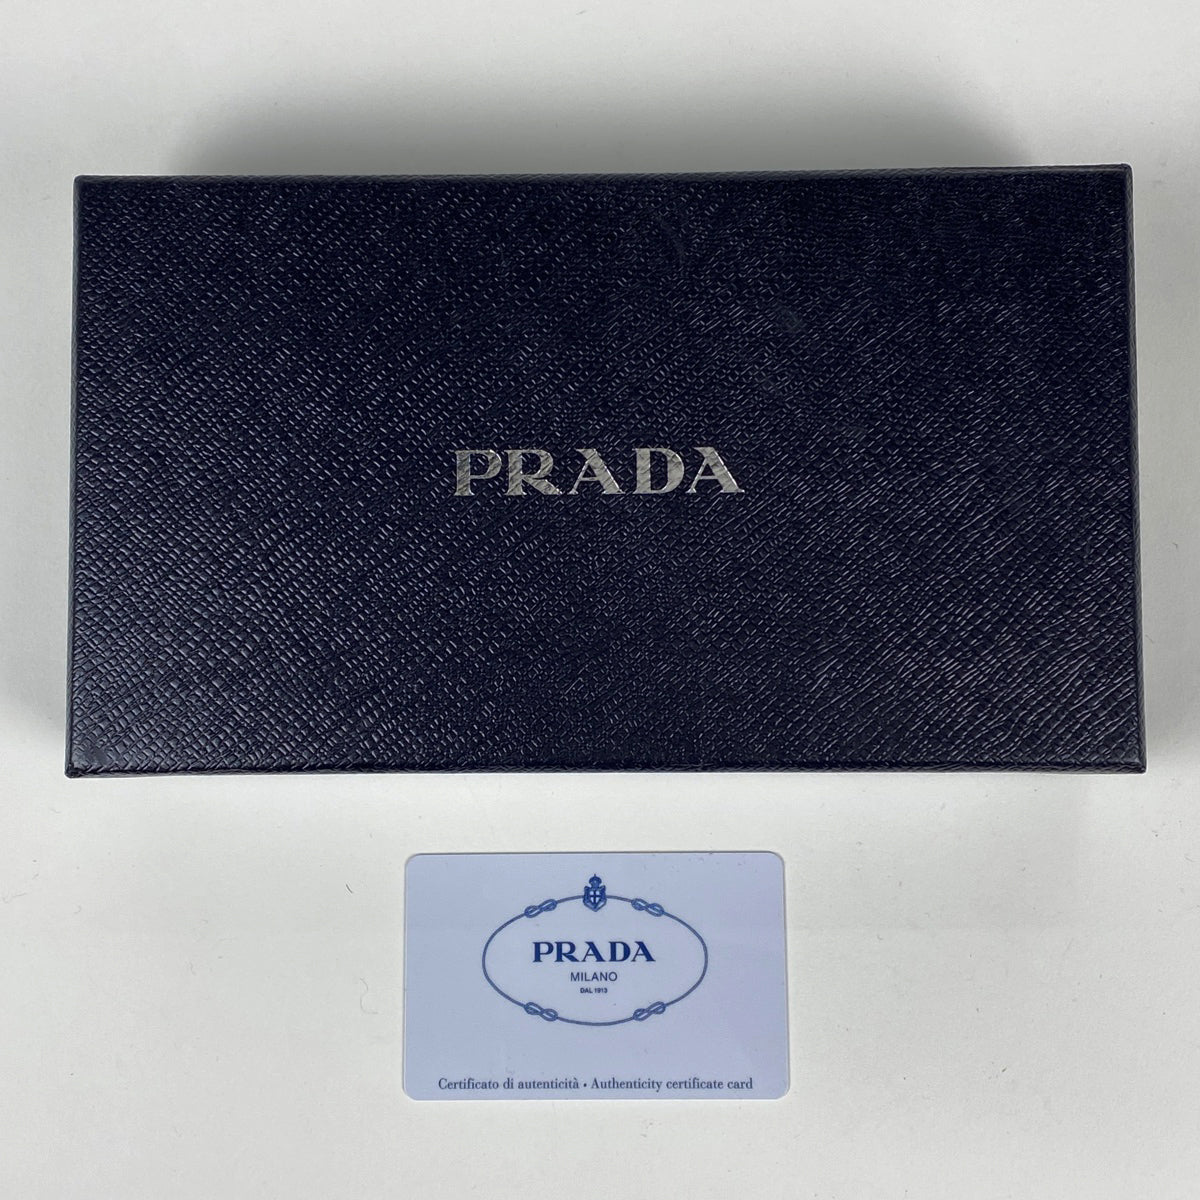 PRADA
PRADA
MILANO
DAL 1913
Certificato di autenticità • Authenticity certificate card